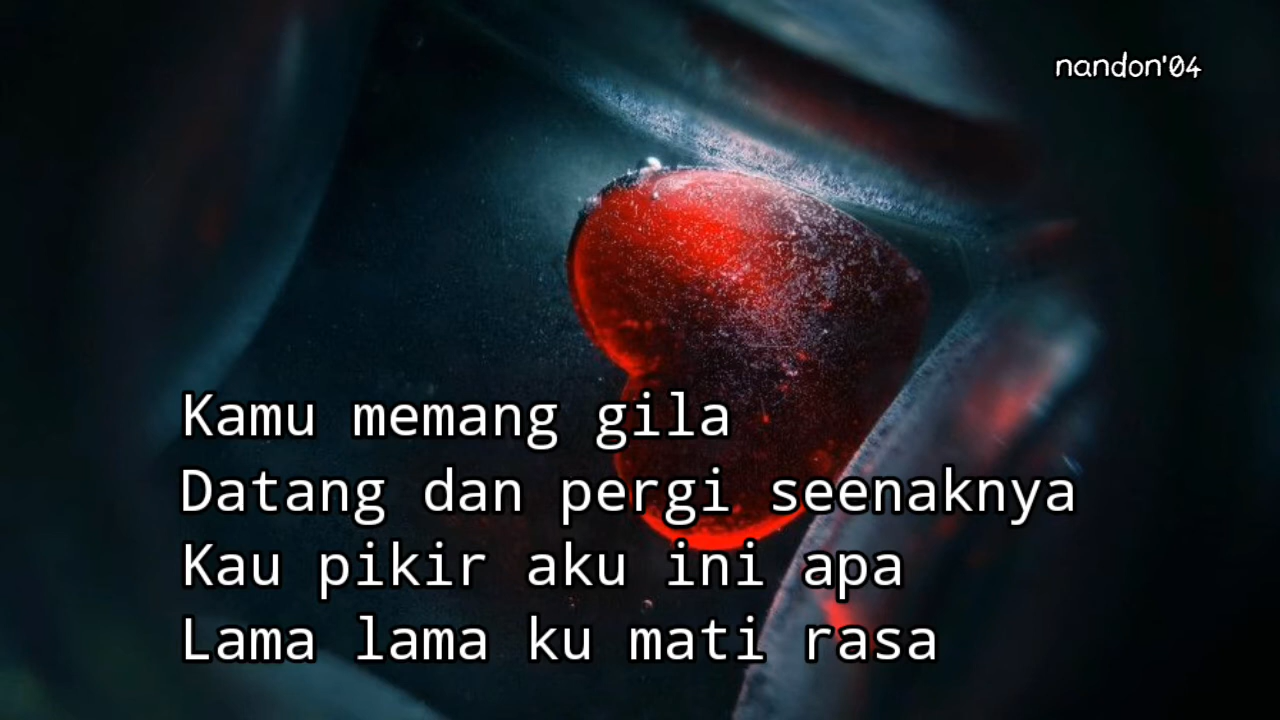 nandon'04
Kamu memang gila
Datang dan pergi seenaknya
Kau pikir aku ini apa
Lama lama ku mati rasa